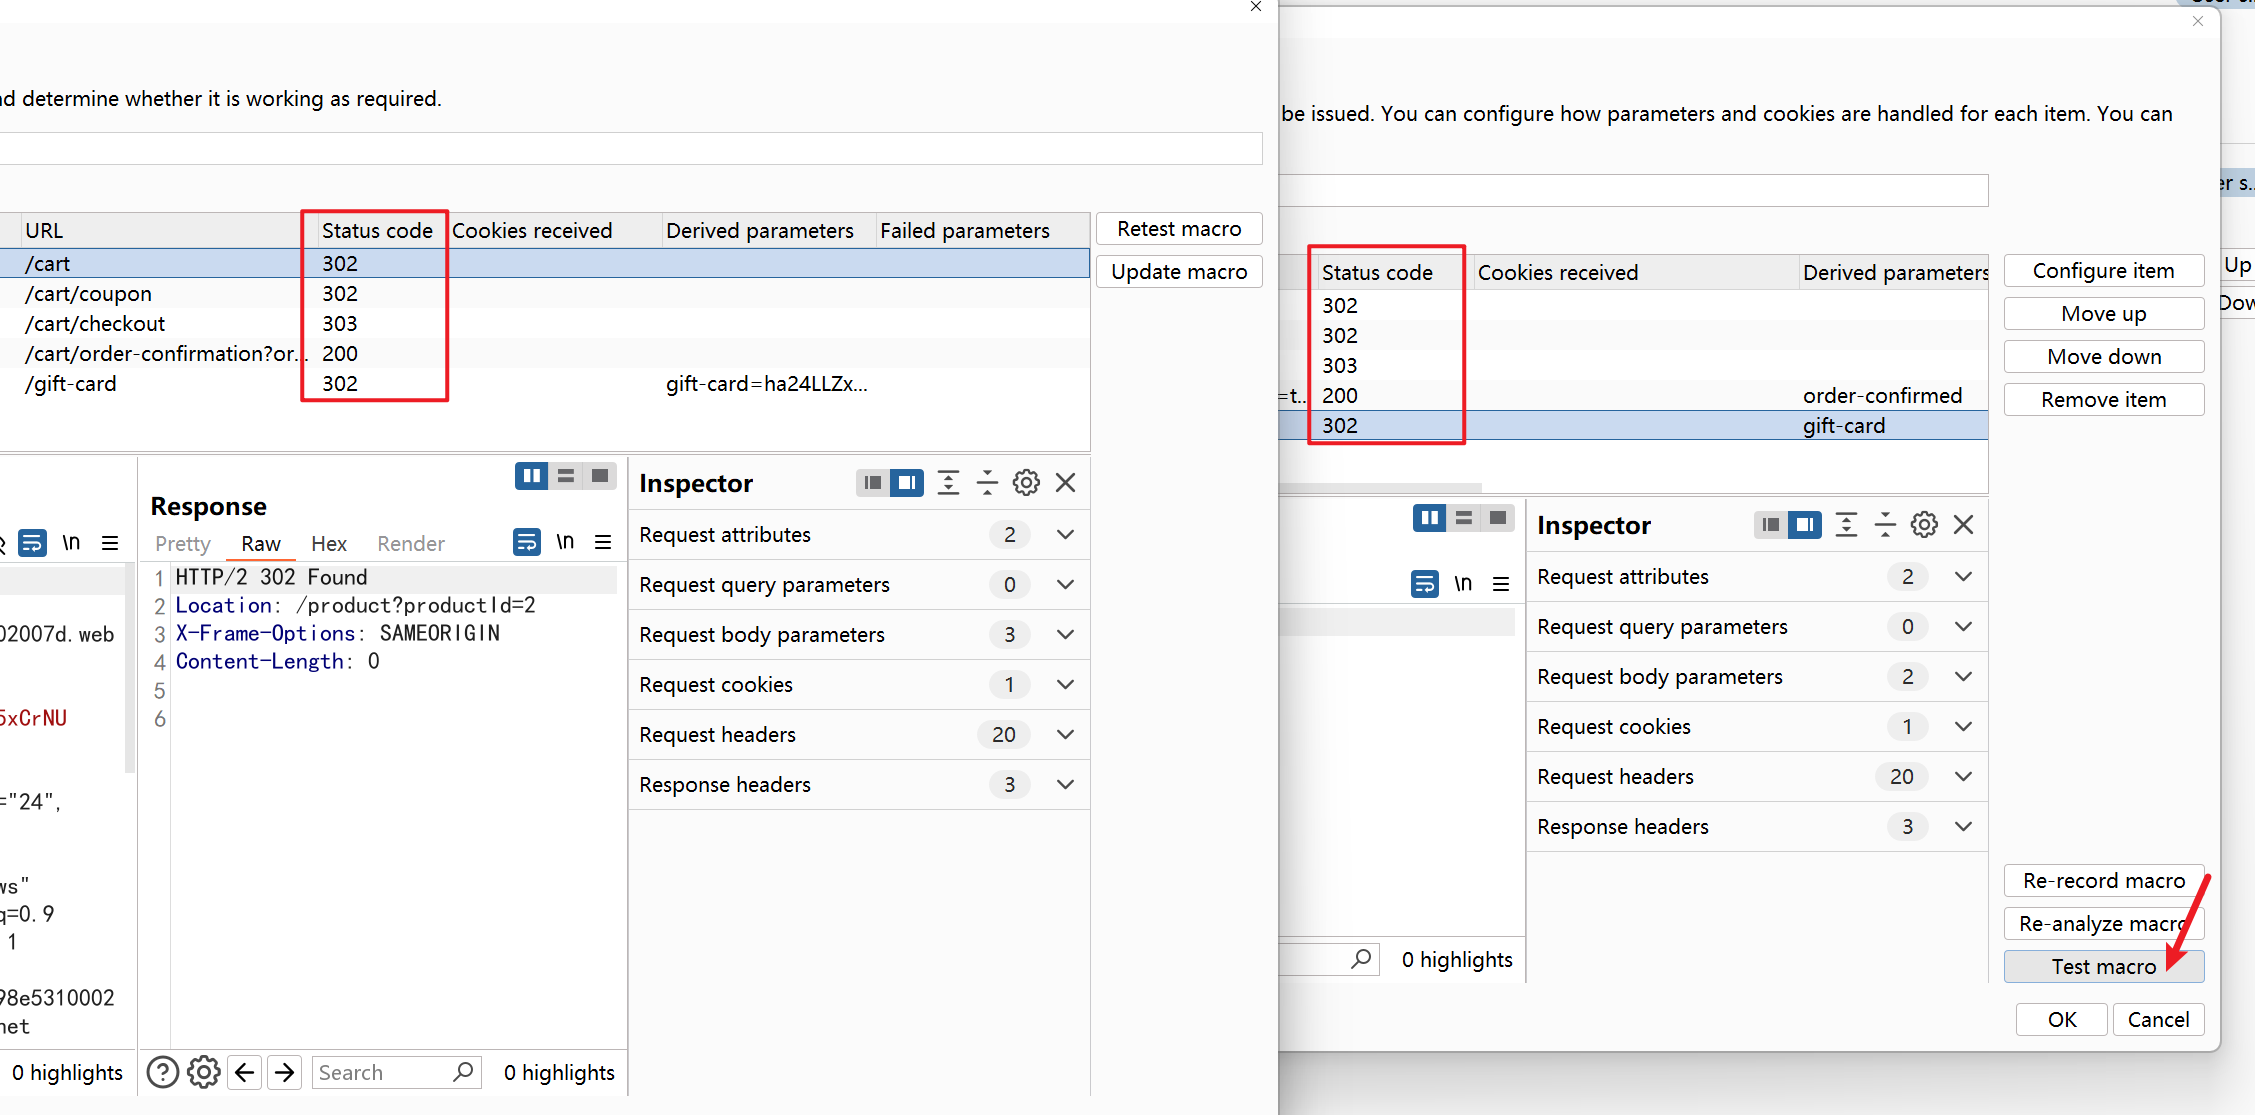 nd determine whether it is working as required.
URL Status code Cookies received Derived parameters Failed parameters
/cart 302
/cart/coupon 302
/cart/checkout 303
/cart/order-confirmation?or... 200
/gift-card 302 gift-card=ha24LLZx...
Retest macro
Update macro
\n
02007d.web
5xCrNU
="24",
ws"
q=0.9
1
98e5310002
net
0 highlights
Response
Pretty Raw Hex Render
\n
1 HTTP/2 302 Found
2 Location: /product?productId=2
3 X-Frame-Options: SAMEORIGIN
4 Content-Length: 0
5
6
Search
0 highlights
Inspector
Request attributes 2
Request query parameters 0
Request body parameters 3
Request cookies 1
Request headers 20
Response headers 3
be issued. You can configure how parameters and cookies are handled for each item. You can
Status code Cookies received Derived parameters
302
302
303
=t... 200 order-confirmed
302 gift-card
Configure item
Move up
Move down
Remove item
\n
0 highlights
Inspector
Request attributes 2
Request query parameters 0
Request body parameters 2
Request cookies 1
Request headers 20
Response headers 3
Re-record macro
Re-analyze macro
Test macro
OK
Cancel
er s...
Up
Dow